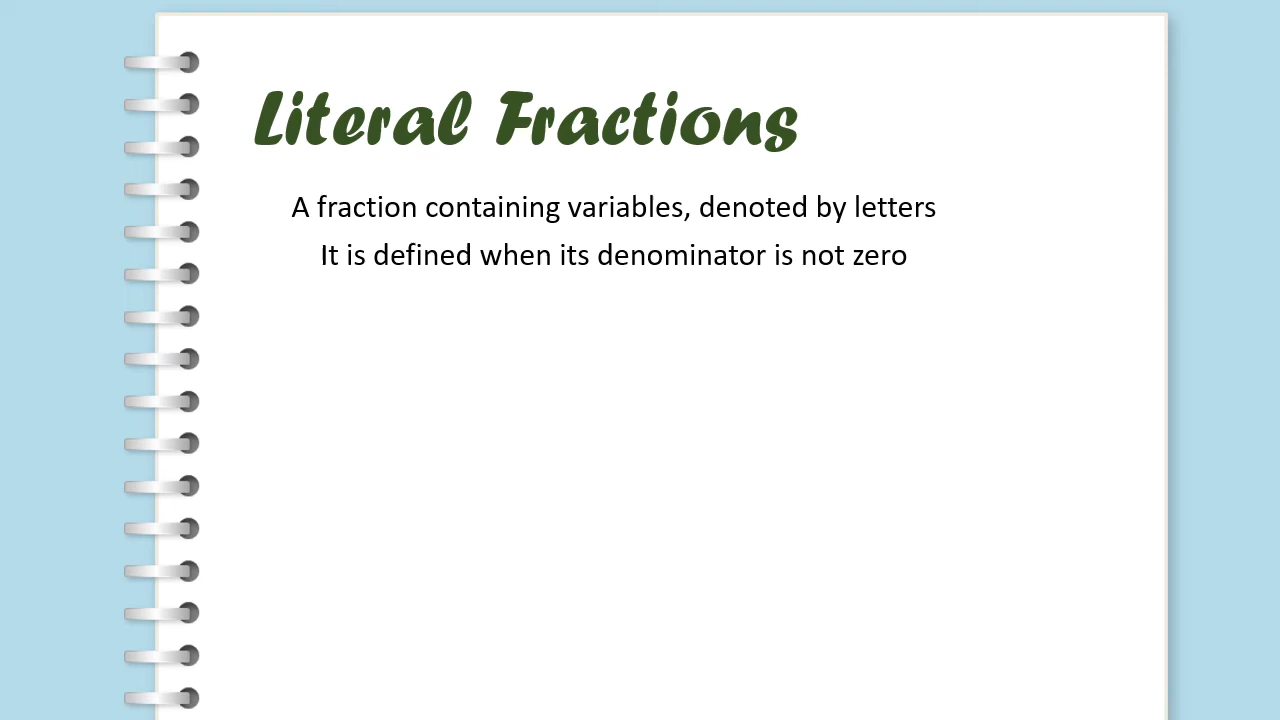 Literal Fractions
A fraction containing variables, denoted by letters
It is defined when its denominator is not zero